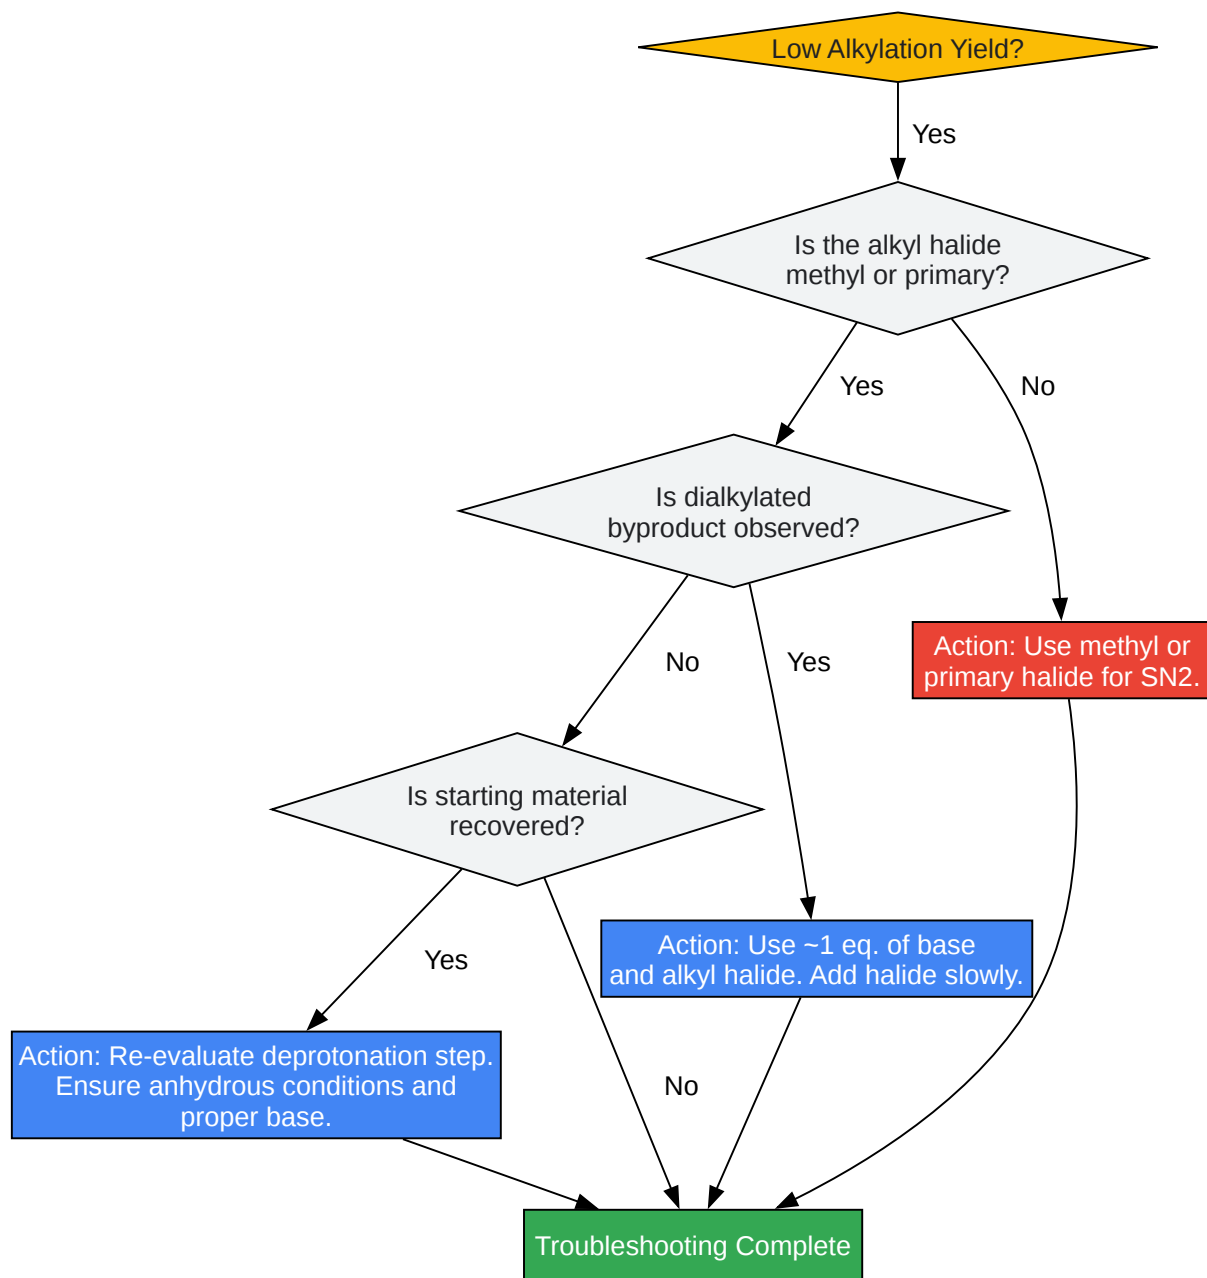 Low Alkylation Yield?
Yes
Is the alkyl halide
methyl or primary?
Yes
No
Is dialkylated
byproduct observed?
No
Yes
Action: Use methyl or
primary halide for SN2.
Is starting material
recovered?
Yes
Action: Use ~1 eq. of base
and alkyl halide. Add halide slowly.
Action: Re-evaluate deprotonation step.
Ensure anhydrous conditions and
proper base.
No
Troubleshooting Complete